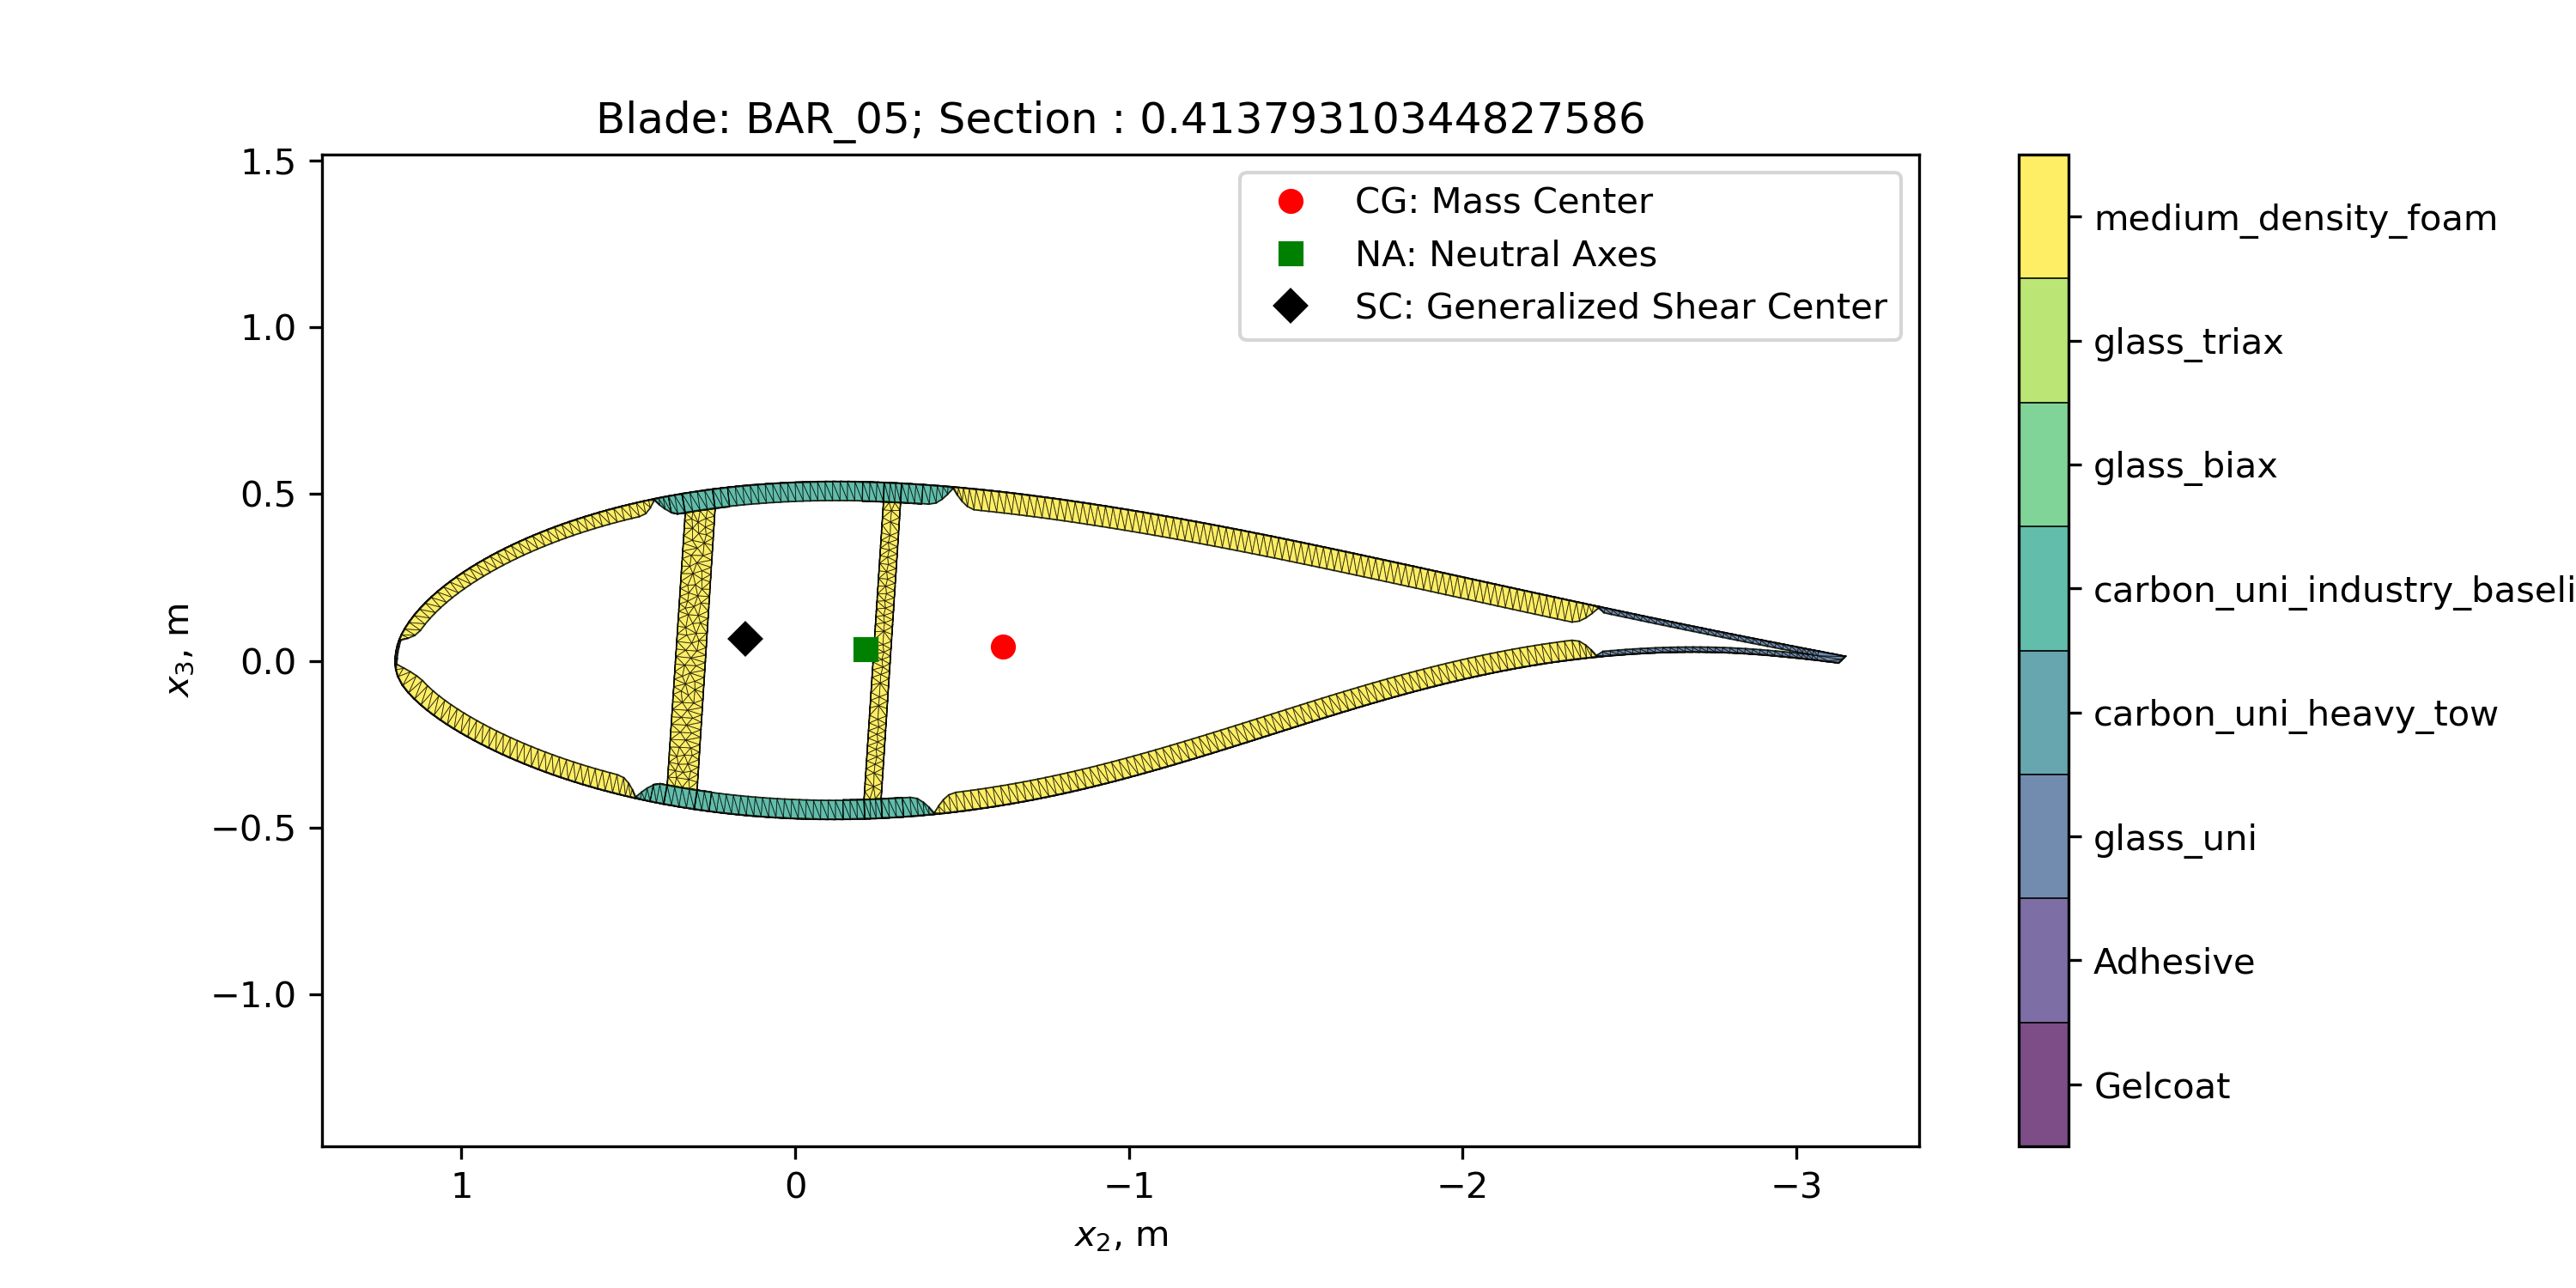 Blade: BAR_05; Section : 0.41379310344827586
1.5
1.0
0.5
0.0
−0.5
−1.0
x3, m
1
0
−1
−2
−3
x2, m
CG: Mass Center
NA: Neutral Axes
SC: Generalized Shear Center
medium_density_foam
glass_triax
glass_biax
carbon_uni_industry_baseli
carbon_uni_heavy_tow
glass_uni
Adhesive
Gelcoat